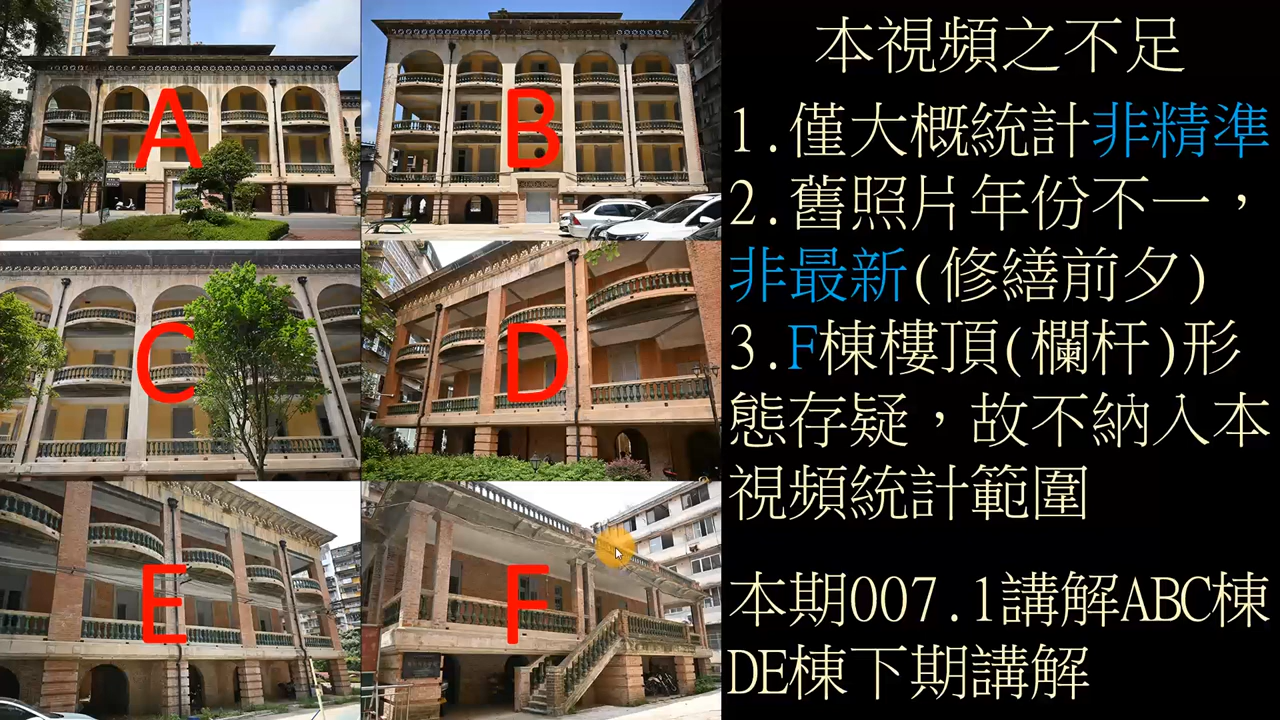 A
B
C
D
E
F
本視頻之不足
1.僅大概統計非精準
2.舊照片年份不一，
非最新(修繕前夕)
3.F棟樓頂(欄杆)形
態存疑，故不納入本
視頻統計範圍
本期007.1講解ABC棟
DE棟下期講解